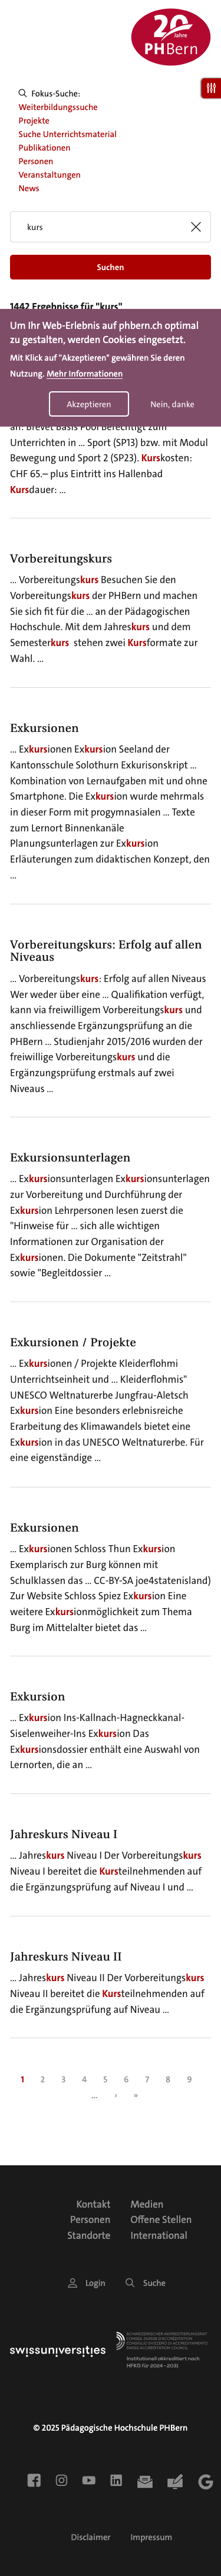 20 Jahre
PHBern
Fokus-Suche:
Weiterbildungssuche
Projekte
Suche Unterrichtsmaterial
Publikationen
Personen
Veranstaltungen
News
kurs
Suchen
1442 Ergebnisse für "kurs"
Um Ihr Web-Erlebnis auf phbern.ch optimal
zu gestalten, werden Cookies eingesetzt.
Mit Klick auf "Akzeptieren" gewähren Sie deren
Nutzung. Mehr Informationen
Akzeptieren
Nein, danke
an: Brevet Basis Pool berechtigt zum
Unterrichten in ... Sport (SP13) bzw. mit Modul
Bewegung und Sport 2 (SP23). Kurskosten:
CHF 65.– plus Eintritt ins Hallenbad
Kursdauer: ...
Vorbereitungskurs
... Vorbereitungskurs Besuchen Sie den
Vorbereitungskurs der PHBern und machen
Sie sich fit für die ... an der Pädagogischen
Hochschule. Mit dem Jahreskurs und dem
Semesterkurs stehen zwei Kursformate zur
Wahl. ...
Exkursionen
... Exkursionen Exkursion Seeland der
Kantonsschule Solothurn Exkurisonskript ...
Kombination von Lernaufgaben mit und ohne
Smartphone. Die Exkursion wurde mehrmals
in dieser Form mit progymnasialen ... Texte
zum Lernort Binnenkanäle
Planungsunterlagen zur Exkursion
Erläuterungen zum didaktischen Konzept, den
...
Vorbereitungskurs: Erfolg auf allen
Niveaus
... Vorbereitungskurs: Erfolg auf allen Niveaus
Wer weder über eine ... Qualifikation verfügt,
kann via freiwilligen Vorbereitungskurs und
anschliessende Ergänzungsprüfung an die
PHBern ... Studienjahr 2015/2016 wurden der
freiwillige Vorbereitungskurs und die
Ergänzungsprüfung erstmals auf zwei
Niveaus ...
Exkursionsunterlagen
... Exkursionsunterlagen Exkursionsunterlagen
zur Vorbereitung und Durchführung der
Exkursion Lehrpersonen lesen zuerst die
"Hinweise für ... sich alle wichtigen
Informationen zur Organisation der
Exkursionen. Die Dokumente "Zeitstrahl"
sowie "Begleitdossier ...
Exkursionen / Projekte
... Exkursionen / Projekte Kleiderflohmi
Unterrichtseinheit und ... Kleiderflohmis"
UNESCO Weltnaturerbe Jungfrau-Aletsch
Exkursion Eine besonders erlebnisreiche
Erarbeitung des Klimawandels bietet eine
Exkursion in das UNESCO Weltnaturerbe. Für
eine eigenständige ...
Exkursionen
... Exkursionen Schloss Thun Exkursion
Exemplarisch zur Burg können mit
Schulklassen das ... CC-BY-SA joe4statenisland)
Zur Website Schloss Spiez Exkursion Eine
weitere Exkursionmöglichkeit zum Thema
Burg im Mittelalter bietet das ...
Exkursion
... Exkursion Ins-Kallnach-Hagneckkanal-
Siselenweiher-Ins Exkursion Das
Exkursionsdossier enthält eine Auswahl von
Lernorten, die an ...
Jahreskurs Niveau I
... Jahreskurs Niveau I Der Vorbereitungskurs
Niveau I bereitet die Kursteilnehmenden auf
die Ergänzungsprüfung auf Niveau I und ...
Jahreskurs Niveau II
... Jahreskurs Niveau II Der Vorbereitungskurs
Niveau II bereitet die Kursteilnehmenden auf
die Ergänzungsprüfung auf Niveau ...
1 2 3 4 5 6 7 8 9
... › »
Kontakt
Personen
Standorte
Medien
Offene Stellen
International
Login
Suche
swissuniversities
SCHWEIZERISCHER AKKREDITIERUNGSRAT
CONSEIL SUISSE D'ACCRÉDITATION
CONSIGLIO SVIZZERO DI ACCREDITAMENTO
SWISS ACCREDITATION COUNCIL
Institutionell akkreditiert nach
HFKG für 2024 - 2031
© 2025 Pädagogische Hochschule PHBern
Disclaimer
Impressum